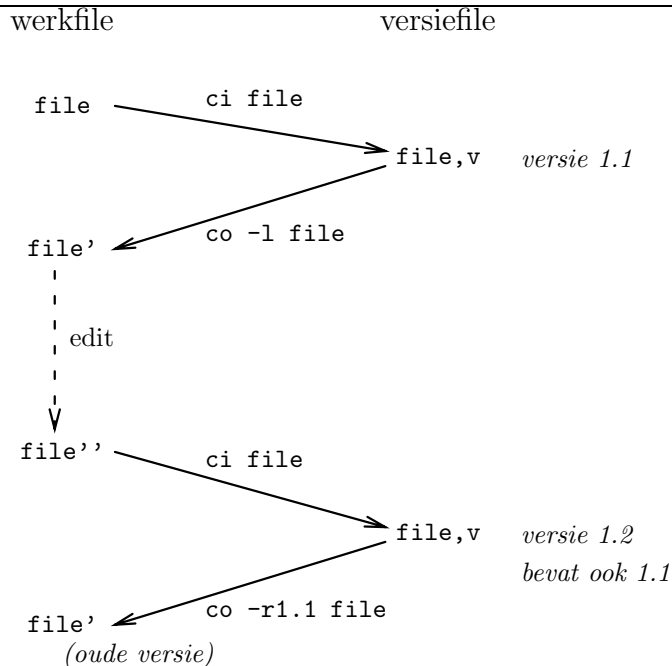 werkfile versiefile
ci file
file
file,v versie 1.1
co -l file
file’
edit
file’’
ci file
file,v versie 1.2
bevat ook 1.1
co -r1.1 file
file’
(oude versie)